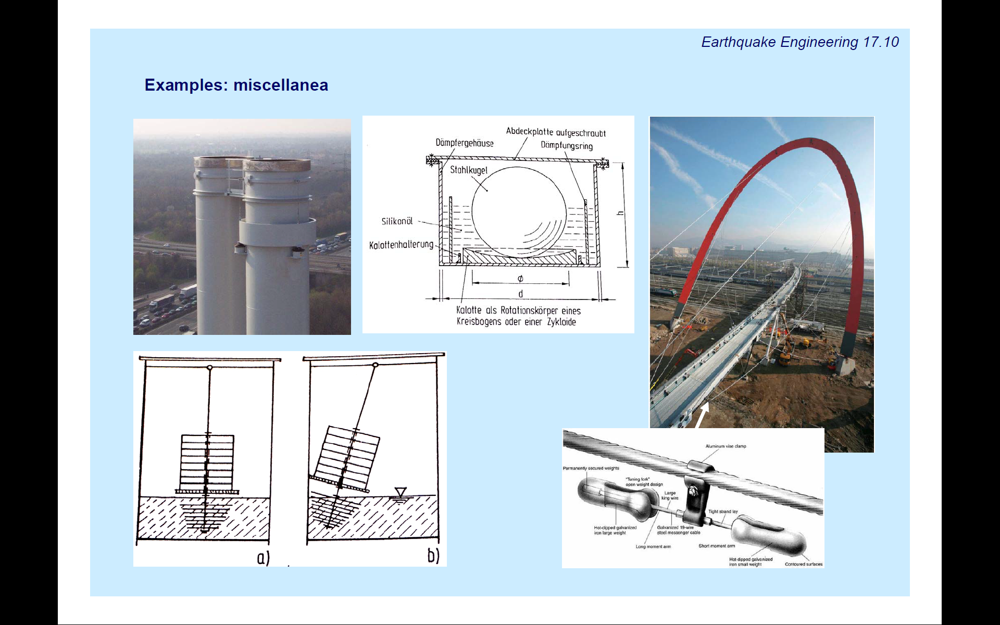 Earthquake Engineering 17.10
Examples: miscellanea
Abdeckplatte aufgeschraubt
Dämpfergehäuse
Dämpfungsring
Stahlkugel
Silikonöl
Kalottenhalterung
h
ϕ
d
Kalotte als Rotationskörper eines
Kreisbogens oder einer Zykloide
a)
b)
Aluminum vise clamp
Permanently secured weights
"Tuning fork"
open weight design
Large
king wire
Tight strand lay
Hot-dipped galvanized
iron large weight
Galvanized 19-wire
steel messenger cable
Long moment arm
Short moment arm
Hot-dipped galvanized
iron small weight
Contoured surfaces